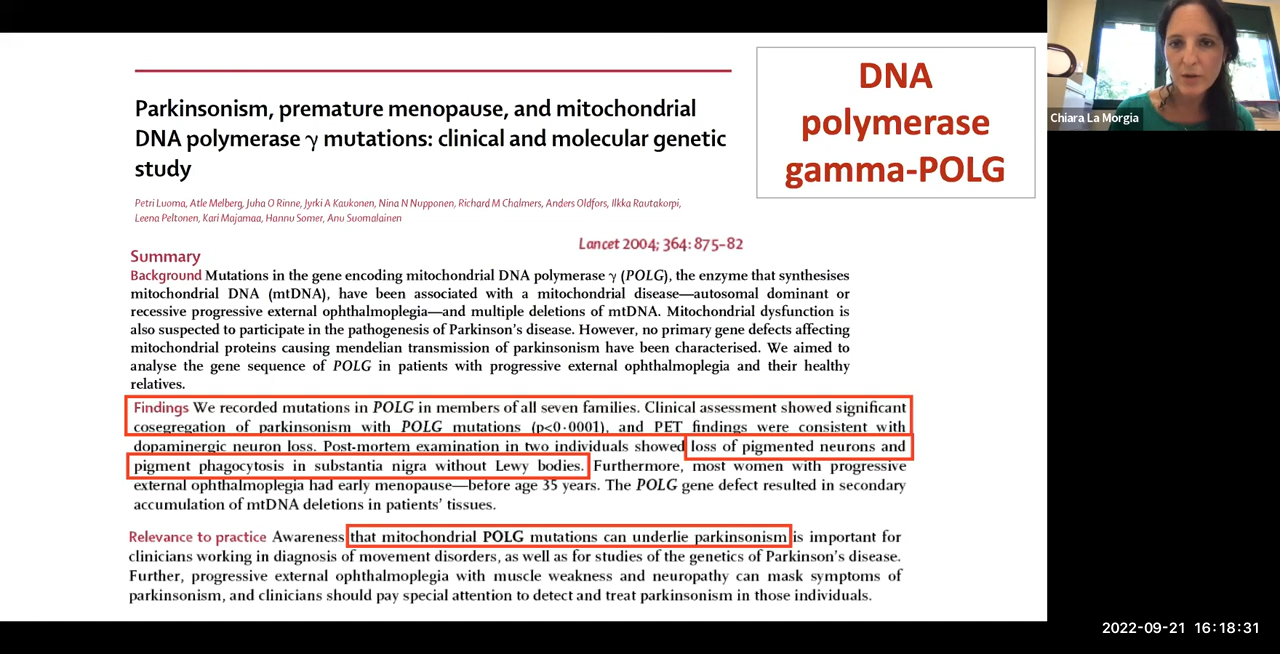 Parkinsonism, premature menopause, and mitochondrial
DNA polymerase γ mutations: clinical and molecular genetic
study
Petri Luoma, Atle Melberg, Juha O Rinne, Jyrki A Kaukonen, Nina N Nupponen, Richard M Chalmers, Anders Oldfors, Ilkka Rautakorpi,
Leena Peltonen, Kari Majamaa, Hannu Somer, Anu Suomalainen
DNA
polymerase
gamma-POLG
Chiara La Morgia
Lancet 2004; 364: 875–82
Summary
Background Mutations in the gene encoding mitochondrial DNA polymerase γ (POLG), the enzyme that synthesises
mitochondrial DNA (mtDNA), have been associated with a mitochondrial disease—autosomal dominant or
recessive progressive external ophthalmoplegia—and multiple deletions of mtDNA. Mitochondrial dysfunction is
also suspected to participate in the pathogenesis of Parkinson's disease. However, no primary gene defects affecting
mitochondrial proteins causing mendelian transmission of parkinsonism have been characterised. We aimed to
analyse the gene sequence of POLG in patients with progressive external ophthalmoplegia and their healthy
relatives.
Findings We recorded mutations in POLG in members of all seven families. Clinical assessment showed significant
cosegregation of parkinsonism with POLG mutations (p<0·0001), and PET findings were consistent with
dopaminergic neuron loss. Post-mortem examination in two individuals showed loss of pigmented neurons and
pigment phagocytosis in substantia nigra without Lewy bodies. Furthermore, most women with progressive
external ophthalmoplegia had early menopause—before age 35 years. The POLG gene defect resulted in secondary
accumulation of mtDNA deletions in patients' tissues.
Relevance to practice Awareness that mitochondrial POLG mutations can underlie parkinsonism is important for
clinicians working in diagnosis of movement disorders, as well as for studies of the genetics of Parkinson's disease.
Further, progressive external ophthalmoplegia with muscle weakness and neuropathy can mask symptoms of
parkinsonism, and clinicians should pay special attention to detect and treat parkinsonism in those individuals.
2022-09-21 16:18:31